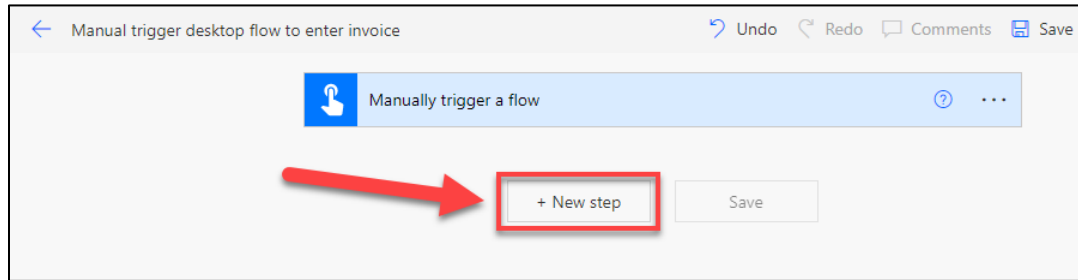 Manual trigger desktop flow to enter invoice Undo Redo Comments Save
Manually trigger a flow ? ...
+ New step Save